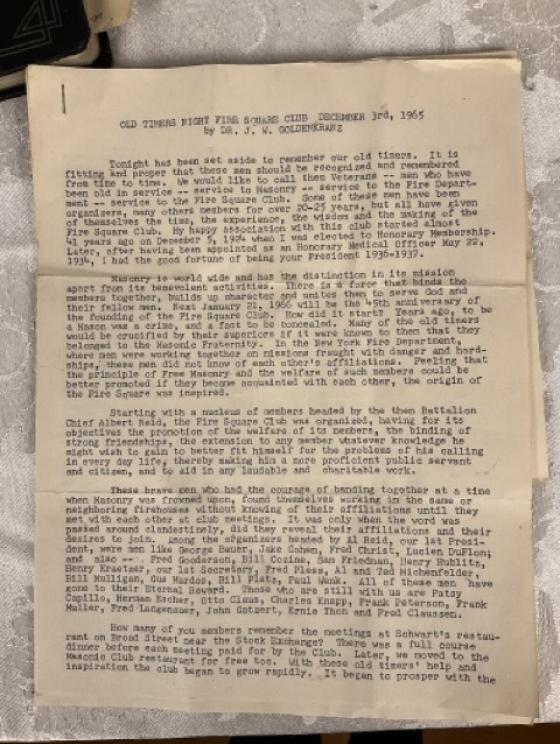 OLD TIMERS NIGHT FIRE SQUARE CLUB DECEMBER 3rd, 1965
by DR. J. W. GOLDENKRANZ
Tonight has been set aside to remember our old timers. It is
fitting and proper that these men should be recognized and remembered
from time to time. We would like to call them Veterans -- men who have
been old in service -- service to Masonry -- service to the Fire Depart-
ment -- service to the Fire Square Club. Some of these men have been
organizers, many others members for over 20-25 years, but all have given
of themselves the time, the experience, the wisdom and the making of the
Fire Square Club. My happy association with this club started almost
41 years ago on December 5, 1924 when I was elected to Honorary Membership.
Later, after having been appointed as an Honorary Medical Officer May 22,
1934, I had the good fortune of being your President 1936-1937.
Masonry is world wide and has the distinction in its mission
apart from its benevolent activities. There is a force that binds the
members together, builds up character and unites them to serve God and
their fellow men. Next January 22, 1966 will be the 45th anniversary of
the founding of the Fire Square Club. How did it start? Years ago, to be
a Mason was a crime, and a fact to be concealed. Many of the old timers
would be crucified by their superiors if it were known to them that they
belonged to the Masonic Fraternity. In the New York Fire Department,
where men were working together on missions fraught with danger and hard-
ships, these men did not know of each other's affiliations. Feeling that
the principle of Free Masonry and the welfare of such members could be
better promoted if they become acquainted with each other, the origin of
the Fire Square was inspired.
Starting with a nucleus of members headed by the then Battalion
Chief Albert Reid, the Fire Square Club was organized, having for its
objectives the promotion of the welfare of its members, the binding of
strong friendships, the extension to any member whatever knowledge he
might wish to gain to better fit himself for the problems of his calling
in every day life, thereby making him a more proficient public servant
and citizen, and to aid in any laudable and charitable work.
These brave men who had the courage of banding together at a time
when Masonry was frowned upon, found themselves working in the same or
neighboring firehouses without knowing of their affiliations until they
met with each other at club meetings. It was only when the word was
passed around clandestinely, did they reveal their affiliations and their
desires to join. Among the organizers headed by Al Reid, our 1st Presi-
dent, were men like George Bauer, Jake Cohen, Fred Christ, Lucien DuFlon;
and also -- Fred Gooderson, Bill Cozine, Sam Friedman, Henry Hublitz,
Henry Kraetzer, our 1st Secretary, Fred Pless, Al and Ted Michenfelder,
Bill Mulligan, Gus Mardos, Bill Platz, Paul Wenk. All of these men have
gone to their Eternal Reward. Those who are still with us are Patsy
Copillo, Herman Escher, Otto Claus, Charles Knapp, Frank Peterson, Frank
Muller, Fred Langenauer, John Gotzert, Ernie Thon and Fred Claussen.
How many of you members remember the meetings at Schwart's restau-
rant on Broad Street near the Stock Exchange? There was a full course
dinner before each meeting paid for by the Club. Later, we moved to the
Masonic Club restaurant for free too. With these old timers' help and
inspiration the club began to grow rapidly. It began to prosper with the